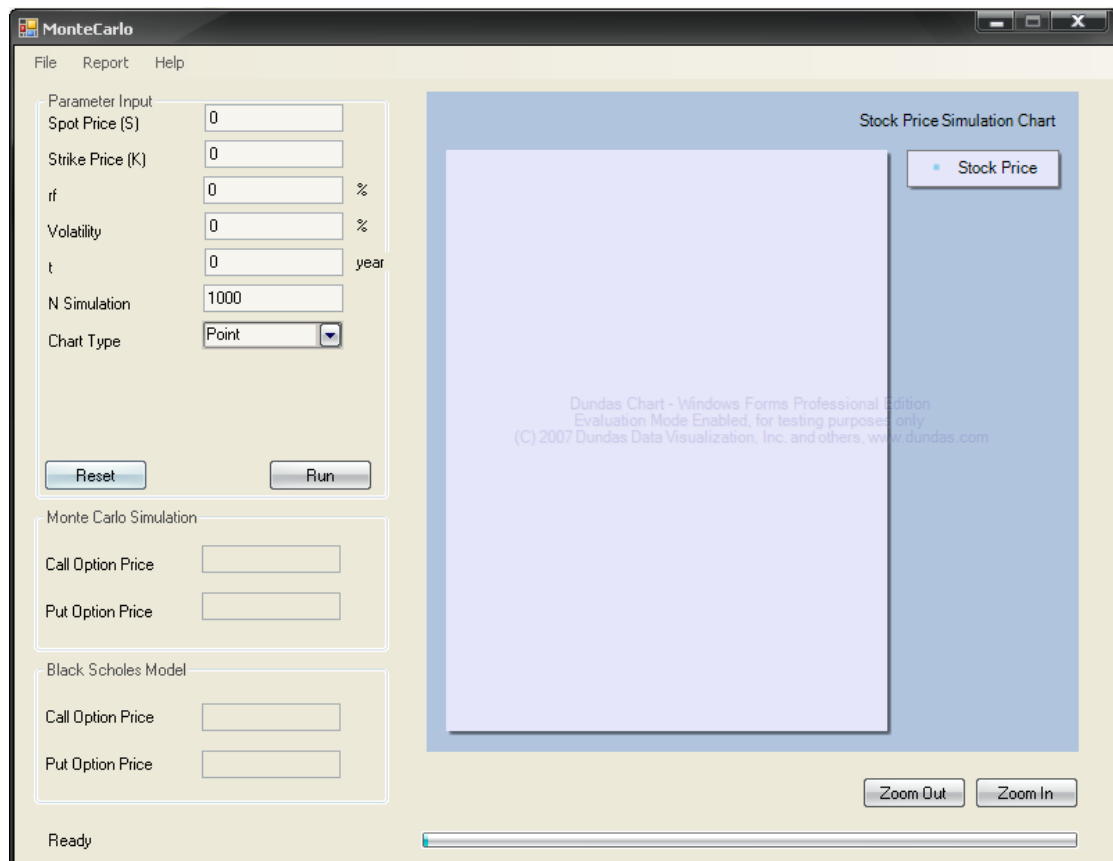 MonteCarlo
File Report Help
Parameter Input
Spot Price (S) 0
Strike Price (K) 0
rf 0 %
Volatility 0 %
t 0 year
N Simulation 1000
Chart Type Point
Reset Run
Monte Carlo Simulation
Call Option Price
Put Option Price
Black Scholes Model
Call Option Price
Put Option Price
Ready
Stock Price Simulation Chart
Stock Price
Dundas Chart - Windows Forms Professional Edition
Evaluation Mode Enabled, for testing purposes only
(C) 2007 Dundas Data Visualization, Inc. and others, www.dundas.com
Zoom Out Zoom In